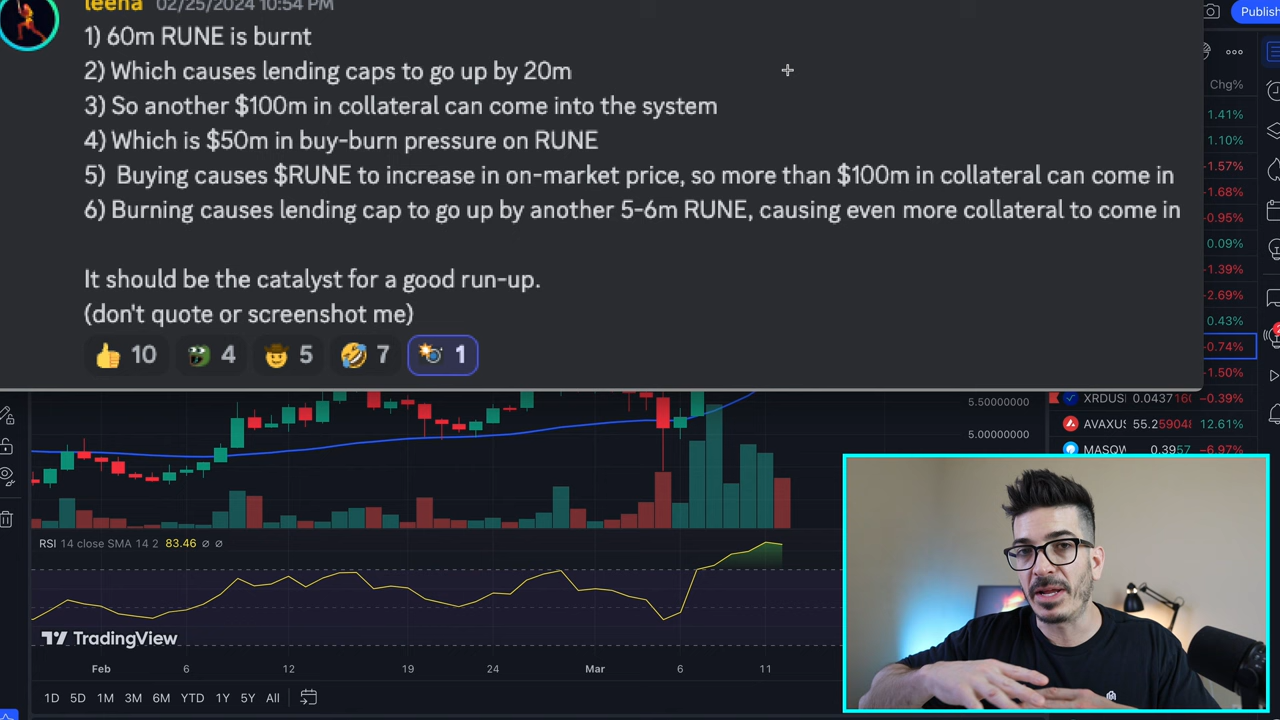 leena 02/25/2024 10:54 PM
1) 60m RUNE is burnt
2) Which causes lending caps to go up by 20m
3) So another $100m in collateral can come into the system
4) Which is $50m in buy-burn pressure on RUNE
5) Buying causes $RUNE to increase in on-market price, so more than $100m in collateral can come in
6) Burning causes lending cap to go up by another 5-6m RUNE, causing even more collateral to come in
It should be the catalyst for a good run-up.
(don't quote or screenshot me)
10 4 5 7 1
Publish
Chg%
1.41%
1.10%
-1.57%
-1.68%
-0.95%
0.09%
-1.39%
-2.69%
0.43%
-0.74%
-1.50%
5.50000000
5.00000000
XRDUS 0.0437160 -0.39%
AVAXUS 55.259048 12.61%
MASQW 0.3957 -6.97%
RSI 14 close SMA 14 2 83.46 ∅ ∅
TradingView
Feb 6 12 19 24 Mar 6 11
1D 5D 1M 3M 6M YTD 1Y 5Y All